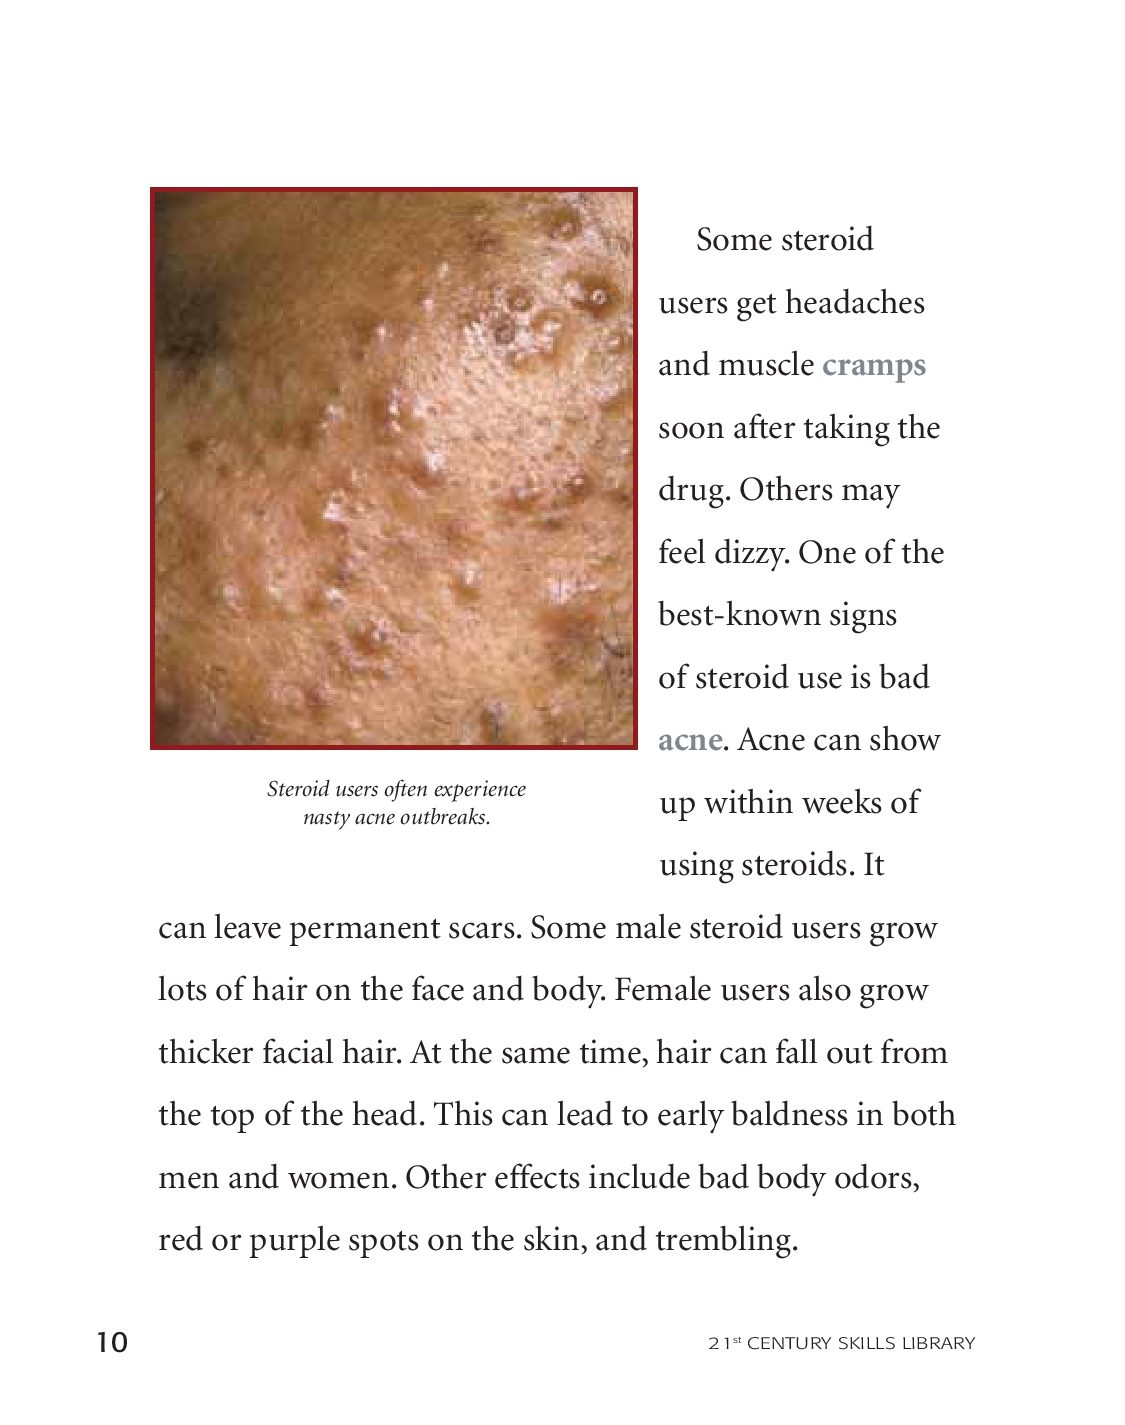 Some steroid
users get headaches
and muscle cramps
soon after taking the
drug. Others may
feel dizzy. One of the
best-known signs
of steroid use is bad
acne. Acne can show
up within weeks of
using steroids. It
Steroid users often experience
nasty acne outbreaks.
can leave permanent scars. Some male steroid users grow
lots of hair on the face and body. Female users also grow
thicker facial hair. At the same time, hair can fall out from
the top of the head. This can lead to early baldness in both
men and women. Other effects include bad body odors,
red or purple spots on the skin, and trembling.
10
21st CENTURY SKILLS LIBRARY